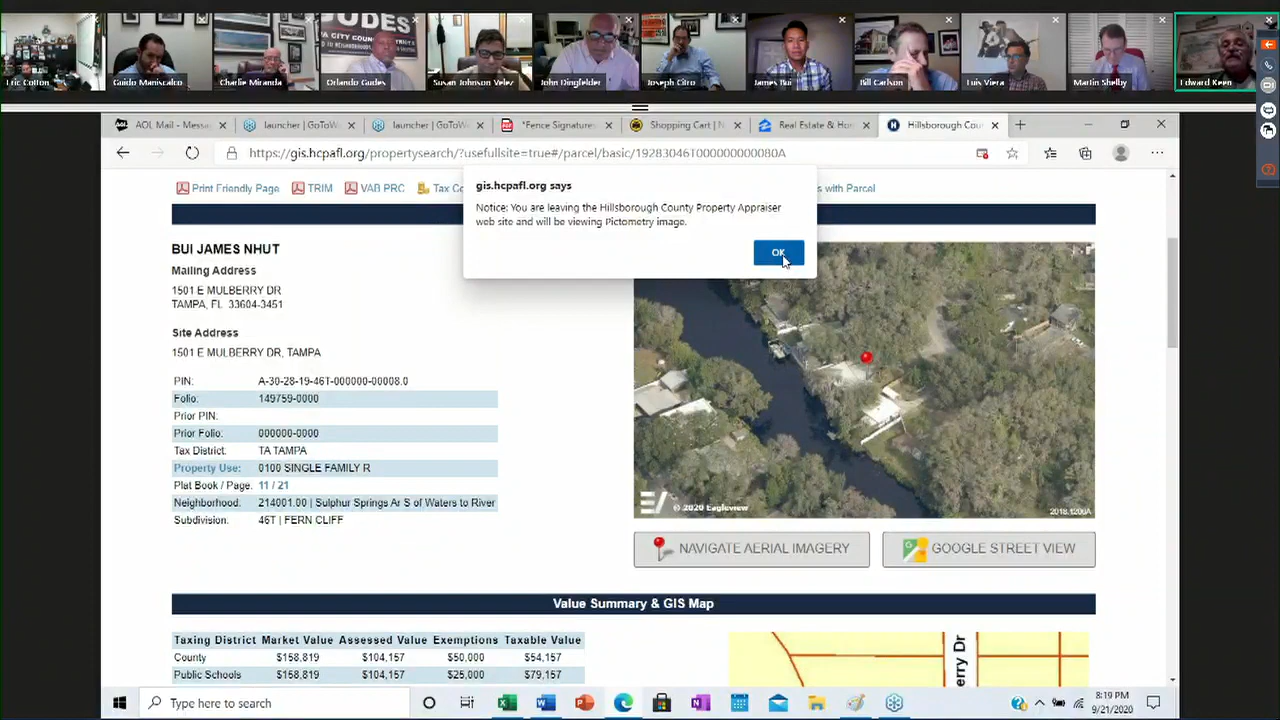 UDES
A CITY COUNC
Eric Cotton
Guido Maniscalco
Charlie Miranda
Orlando Gudes
Susan Johnson Velez
John Dingfelder
Joseph Citro
James Bui
Bill Carlson
Luis Viera
Martin Shelby
Edward Keen
AOL Mail - Messa
launcher | GoToW
launcher | GoToW
*Fence Signatures
Shopping Cart | N
Real Estate & Ho
Hillsborough Cou
https://gis.hcpafl.org/propertysearch/?usefullsite=true#/parcel/basic/19283046T000000000080A
Print Friendly Page
TRIM
VAB PRC
Tax Co
s with Parcel
gis.hcpafl.org says
Notice: You are leaving the Hillsborough County Property Appraiser
web site and will be viewing Pictometry image.
OK
BUI JAMES NHUT
Mailing Address
1501 E MULBERRY DR
TAMPA, FL 33604-3451
Site Address
1501 E MULBERRY DR, TAMPA
PIN: A-30-28-19-46T-000000-00008.0
Folio: 149759-0000
Prior PIN:
Prior Folio: 000000-0000
Tax District: TA TAMPA
Property Use: 0100 SINGLE FAMILY R
Plat Book / Page: 11 / 21
Neighborhood: 214001.00 | Sulphur Springs Ar S of Waters to River
Subdivision: 46T | FERN CLIFF
© 2020 Eagleview
NAVIGATE AERIAL IMAGERY
GOOGLE STREET VIEW
Value Summary & GIS Map
Taxing District Market Value Assessed Value Exemptions Taxable Value
County $158,819 $104,157 $50,000 $54,157
Public Schools $158,819 $104,157 $25,000 $79,157
erry Dr
Type here to search
8:19 PM
9/21/2020